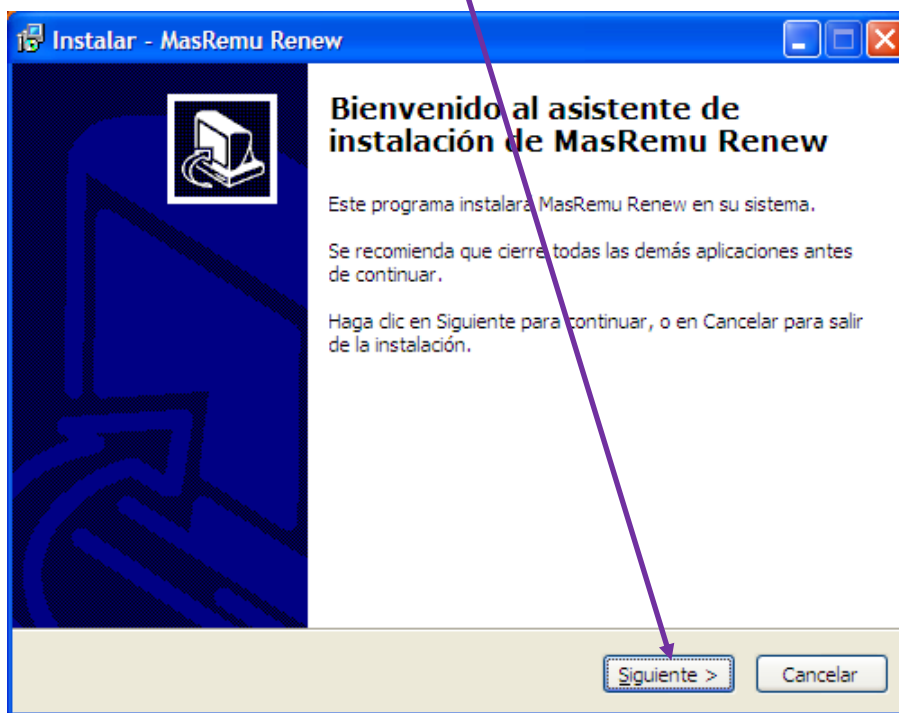 Instalar - MasRemu Renew
Bienvenido al asistente de
instalación de MasRemu Renew
Este programa instalará MasRemu Renew en su sistema.
Se recomienda que cierre todas las demás aplicaciones antes
de continuar.
Haga clic en Siguiente para continuar, o en Cancelar para salir
de la instalación.
Siguiente >
Cancelar